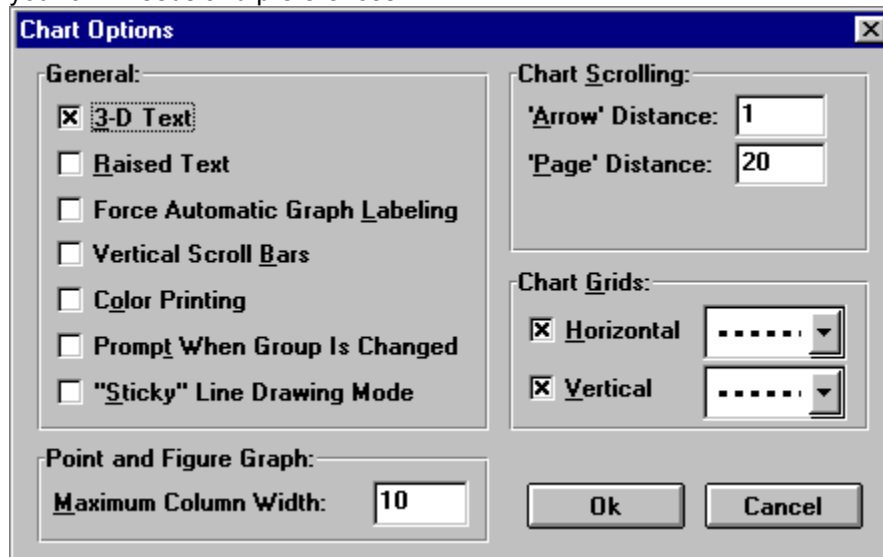 Chart Options
General:
3-D Text
Raised Text
Force Automatic Graph Labeling
Vertical Scroll Bars
Color Printing
Prompt When Group Is Changed
"Sticky" Line Drawing Mode
Chart Scrolling:
'Arrow' Distance: 1
'Page' Distance: 20
Chart Grids:
Horizontal
Vertical
Point and Figure Graph:
Maximum Column Width: 10
Ok
Cancel